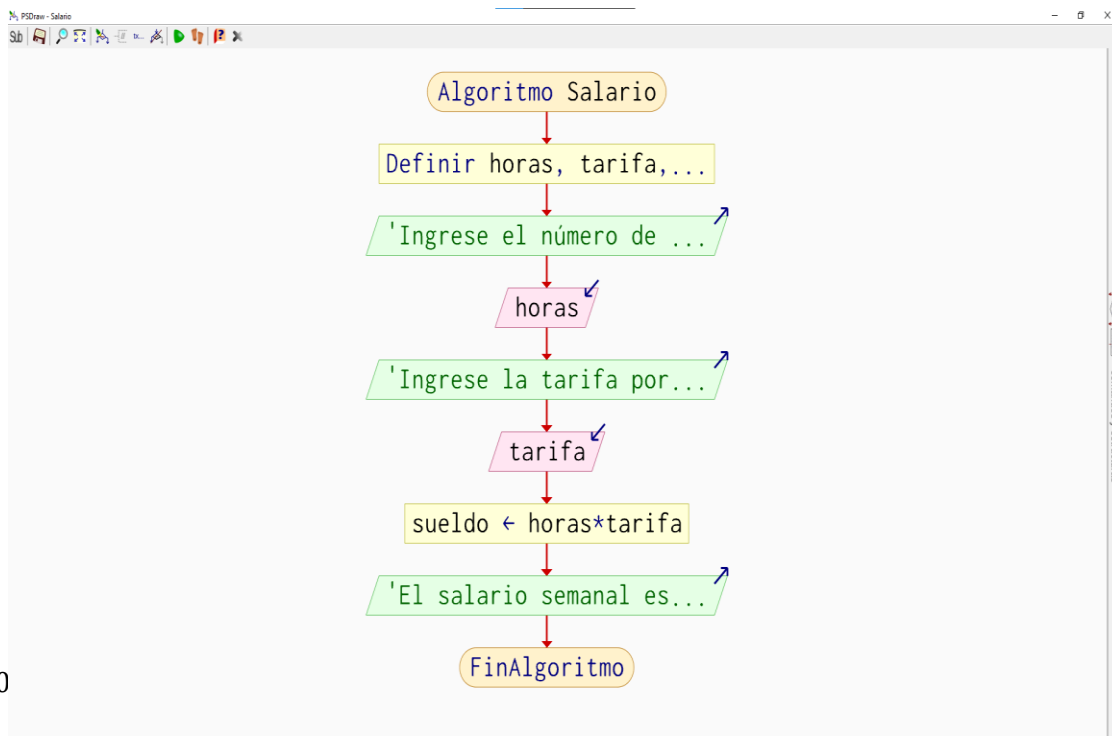 PSDraw - Salario
Sub
Algoritmo Salario
Definir horas, tarifa,...
'Ingrese el número de ...
horas
'Ingrese la tarifa por...
tarifa
sueldo ← horas*tarifa
'El salario semanal es...
FinAlgoritmo